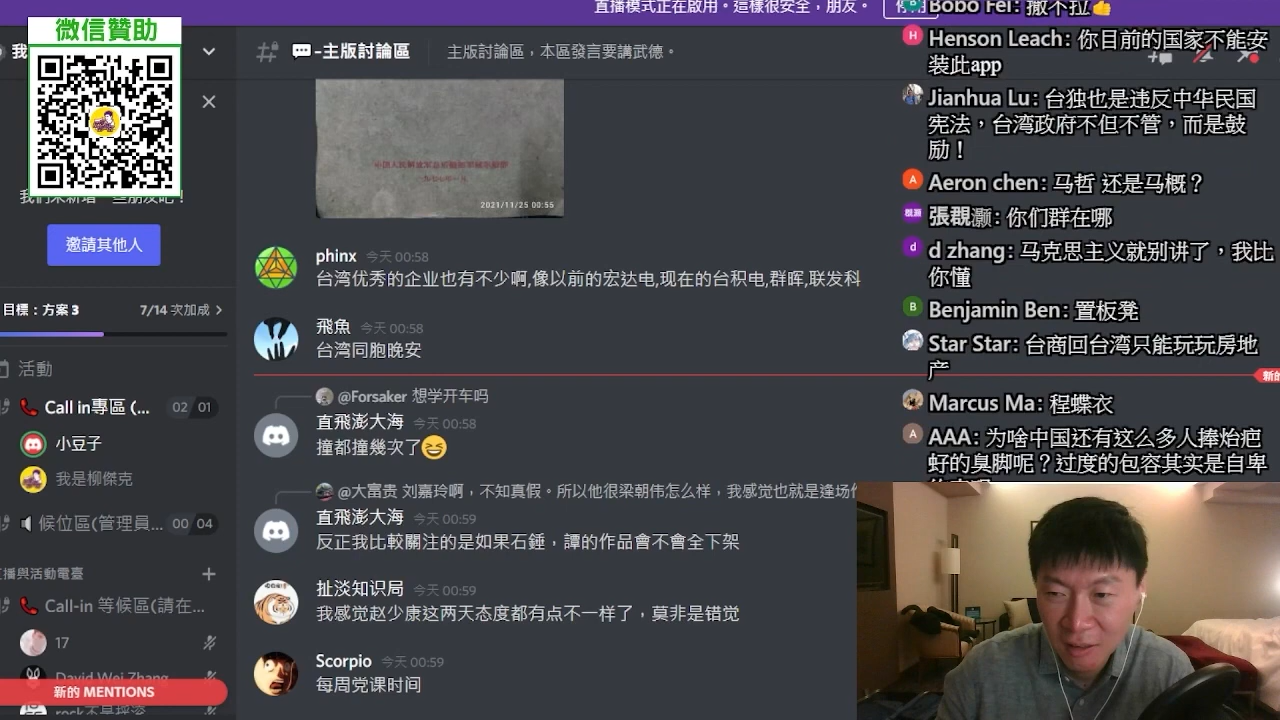 直播模式正在啟用。這樣很安全，朋友。
微信贊助
我
-主版討論區
主版討論區，本區發言要講武德。
邀請其他人
目標：方案 3
7/14 次加成
活動
Call in專區 (...
02 01
小豆子
我是柳傑克
候位區(管理員...
00 04
播與活動電臺
Call-in 等候區(請在...
17
David Wei Zhang
新的 MENTIONS
2021/11/25 00:55
phinx 今天 00:58
台湾优秀的企业也有不少啊,像以前的宏达电,现在的台积电,群晖,联发科
飛魚 今天 00:58
台湾同胞晚安
@Forsaker 想学开车吗
直飛澎大海 今天 00:58
撞都撞幾次了😆
@大富贵 刘嘉玲啊，不知真假。所以他很梁朝伟怎么样，我感觉也就是逢场
直飛澎大海 今天 00:59
反正我比較關注的是如果石錘，譚的作品會不會全下架
扯淡知识局 今天 00:59
我感觉赵少康这两天态度都有点不一样了，莫非是错觉
Scorpio 今天 00:59
每周党课时间
Bobo Fei: 撤不拉👍
Henson Leach: 你目前的国家不能安
装此app
Jianhua Lu: 台独也是违反中华民国
宪法，台湾政府不但不管，而是鼓
励！
Aeron chen: 马哲 还是马概？
張覾灏: 你们群在哪
d zhang: 马克思主义就别讲了，我比
你懂
Benjamin Ben: 置板凳
Star Star: 台商回台湾只能玩玩房地
产
Marcus Ma: 程蝶衣
AAA: 为啥中国还有这么多人捧炲疤
虸的臭脚呢？过度的包容其实是自卑